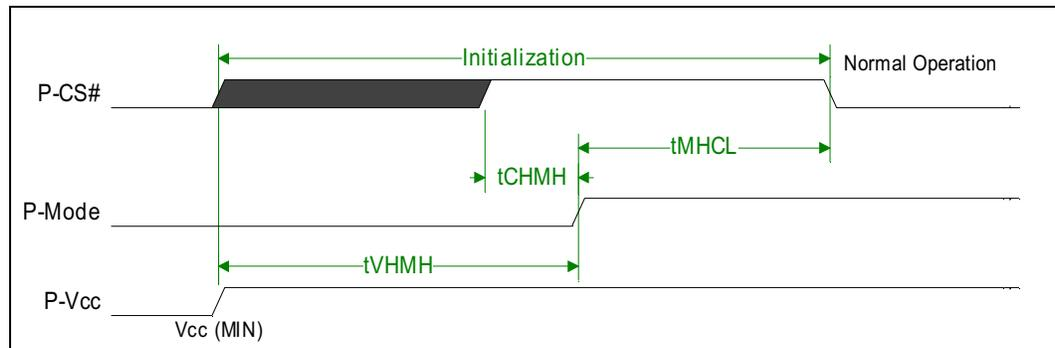 Initialization
Normal Operation
P-CS#
tMHCL
tCHMH
P-Mode
tVHMH
P-Vcc
Vcc (MIN)